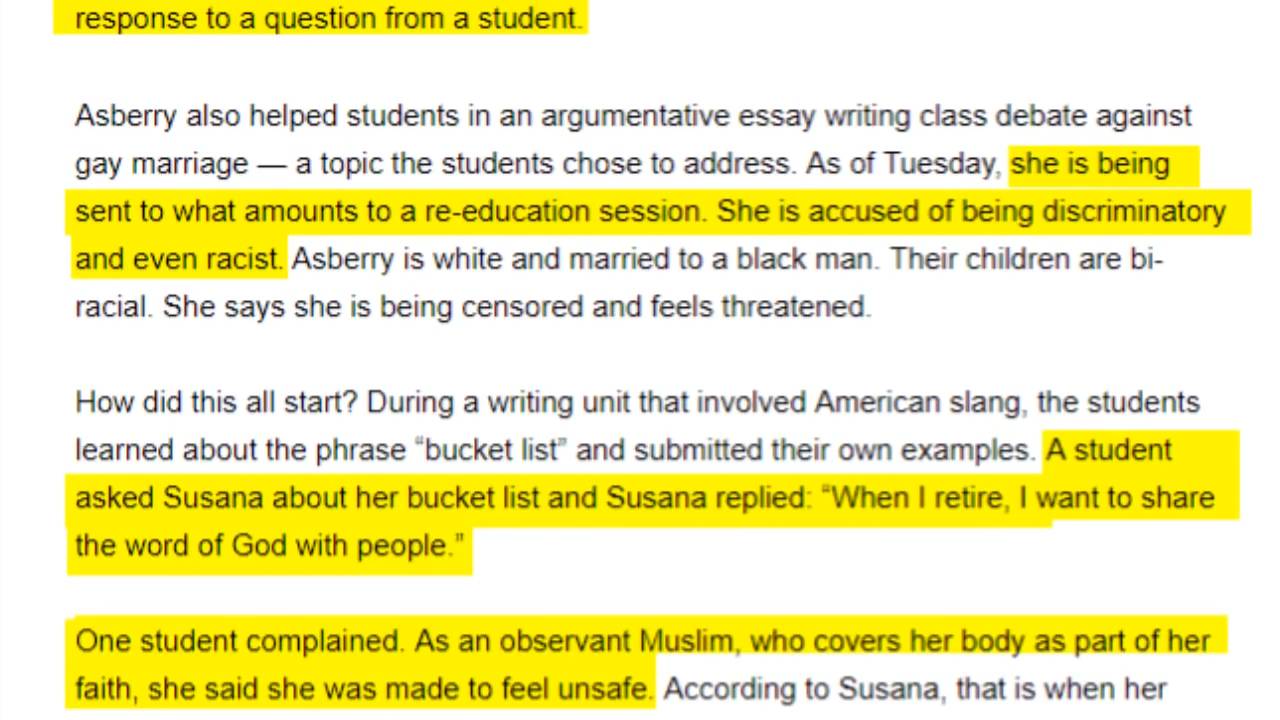 response to a question from a student.
Asberry also helped students in an argumentative essay writing class debate against
gay marriage — a topic the students chose to address. As of Tuesday, she is being
sent to what amounts to a re-education session. She is accused of being discriminatory
and even racist. Asberry is white and married to a black man. Their children are bi-
racial. She says she is being censored and feels threatened.
How did this all start? During a writing unit that involved American slang, the students
learned about the phrase “bucket list” and submitted their own examples. A student
asked Susana about her bucket list and Susana replied: “When I retire, I want to share
the word of God with people.”
One student complained. As an observant Muslim, who covers her body as part of her
faith, she said she was made to feel unsafe. According to Susana, that is when her